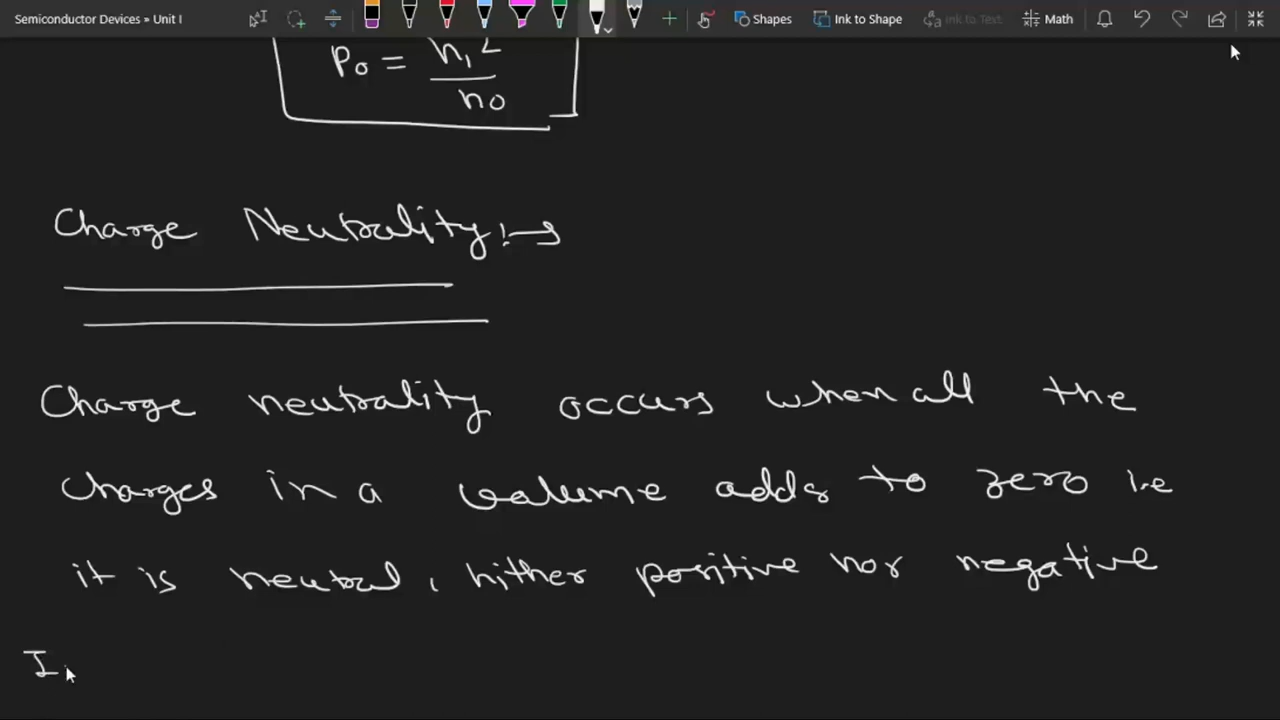 Semiconductor Devices » Unit I
Shapes Ink to Shape Ink to Text Math
P₀ = nᵢ²
n₀
Charge Neutrality :→
Charge neutrality occurs when all the
charges in a volume adds to zero i.e
it is neutral, nither positive nor negative
I